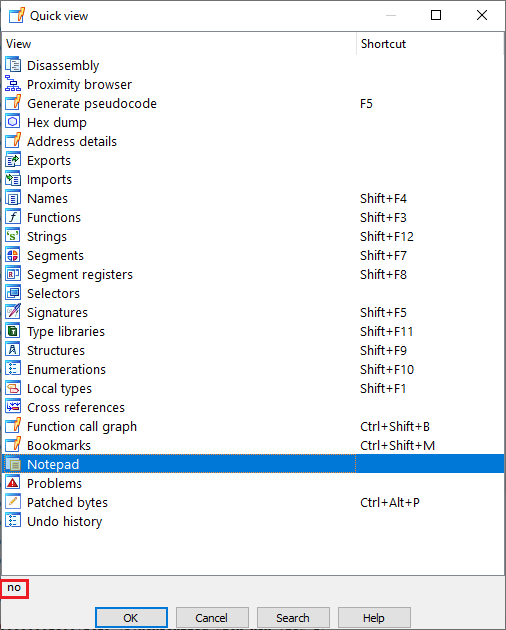 Quick view
View Shortcut
Disassembly
Proximity browser
Generate pseudocode F5
Hex dump
Address details
Exports
Imports
Names Shift+F4
Functions Shift+F3
Strings Shift+F12
Segments Shift+F7
Segment registers Shift+F8
Selectors
Signatures Shift+F5
Type libraries Shift+F11
Structures Shift+F9
Enumerations Shift+F10
Local types Shift+F1
Cross references
Function call graph Ctrl+Shift+B
Bookmarks Ctrl+Shift+M
Notepad
Problems
Patched bytes Ctrl+Alt+P
Undo history
no
OK Cancel Search Help